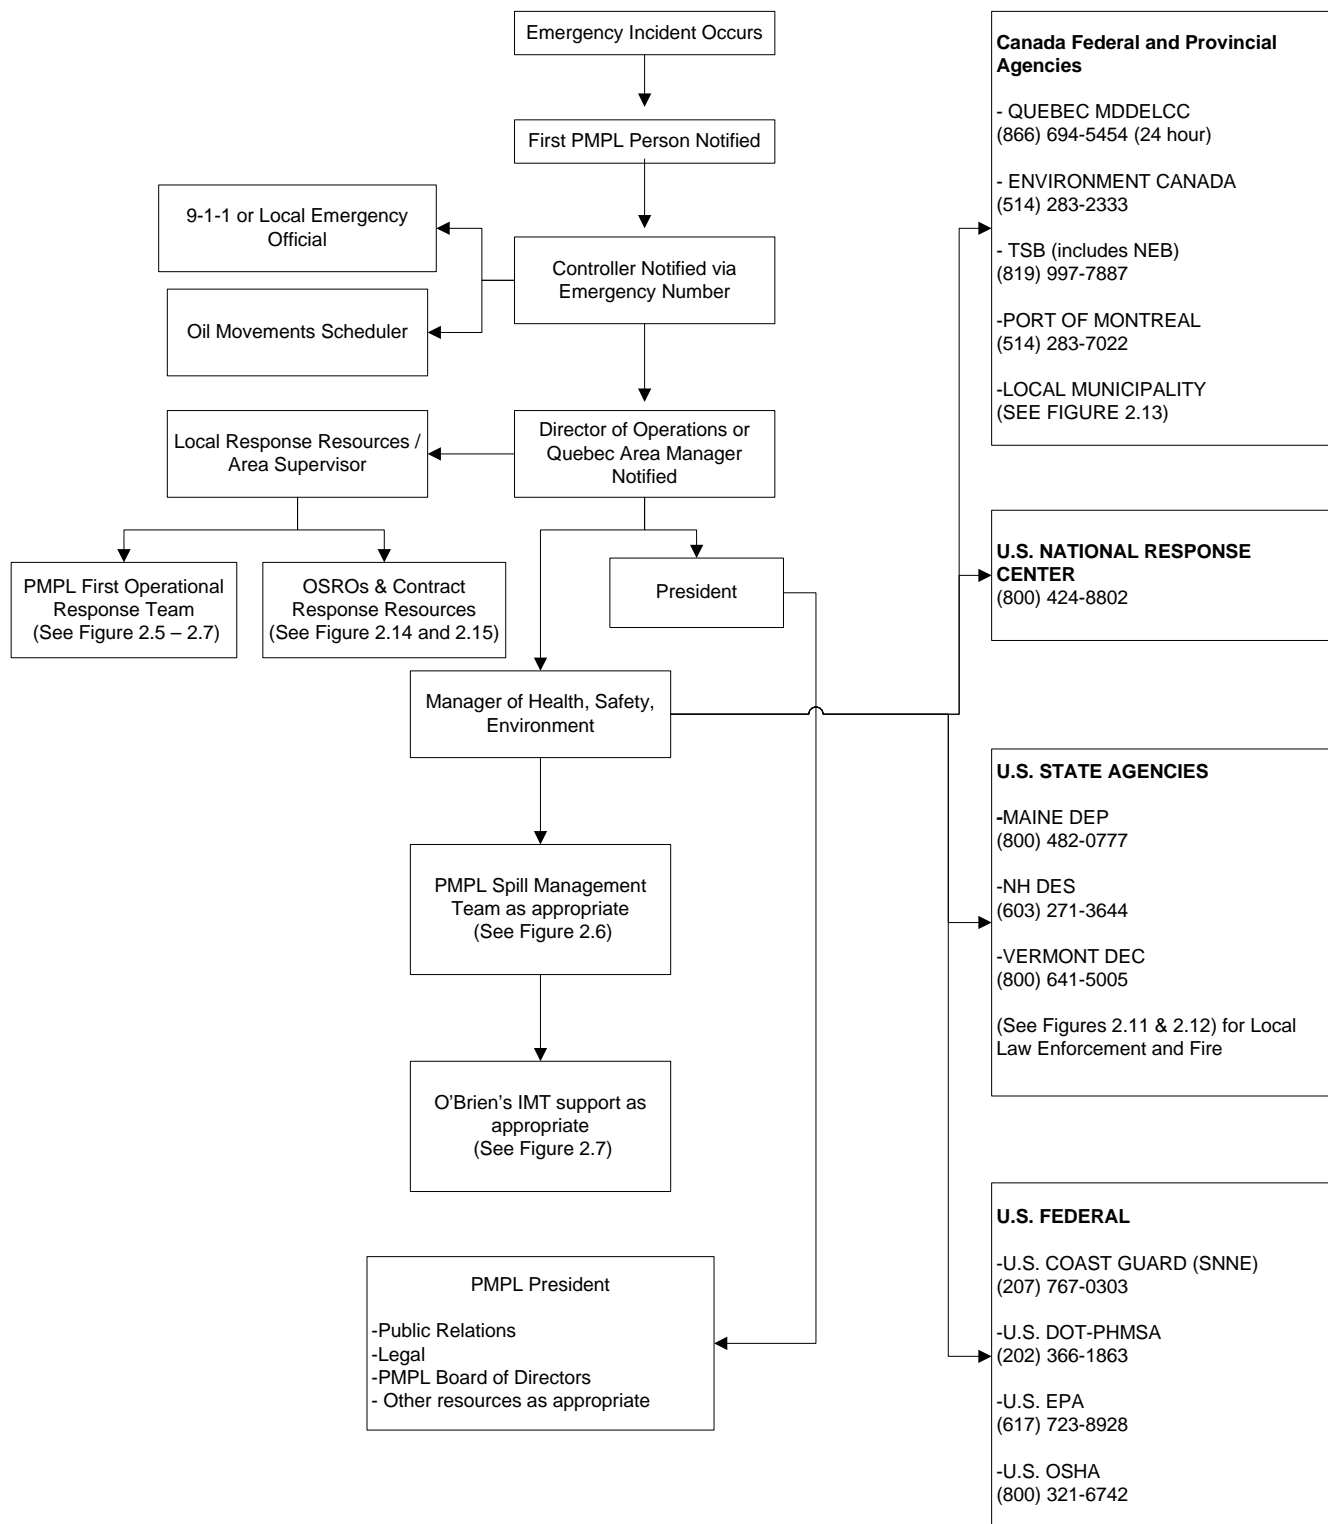 Emergency Incident Occurs
First PMPL Person Notified
9-1-1 or Local Emergency
Official
Controller Notified via
Emergency Number
Oil Movements Scheduler
Director of Operations or
Quebec Area Manager
Notified
Local Response Resources /
Area Supervisor
PMPL First Operational
Response Team
(See Figure 2.5 – 2.7)
OSROs & Contract
Response Resources
(See Figure 2.14 and 2.15)
President
Manager of Health, Safety,
Environment
PMPL Spill Management
Team as appropriate
(See Figure 2.6)
O’Brien’s IMT support as
appropriate
(See Figure 2.7)
PMPL President
-Public Relations
-Legal
-PMPL Board of Directors
- Other resources as appropriate
Canada Federal and Provincial
Agencies
- QUEBEC MDDELCC
(866) 694-5454 (24 hour)
- ENVIRONMENT CANADA
(514) 283-2333
- TSB (includes NEB)
(819) 997-7887
-PORT OF MONTREAL
(514) 283-7022
-LOCAL MUNICIPALITY
(SEE FIGURE 2.13)
U.S. NATIONAL RESPONSE
CENTER
(800) 424-8802
U.S. STATE AGENCIES
-MAINE DEP
(800) 482-0777
-NH DES
(603) 271-3644
-VERMONT DEC
(800) 641-5005
(See Figures 2.11 & 2.12) for Local
Law Enforcement and Fire
U.S. FEDERAL
-U.S. COAST GUARD (SNNE)
(207) 767-0303
-U.S. DOT-PHMSA
(202) 366-1863
-U.S. EPA
(617) 723-8928
-U.S. OSHA
(800) 321-6742